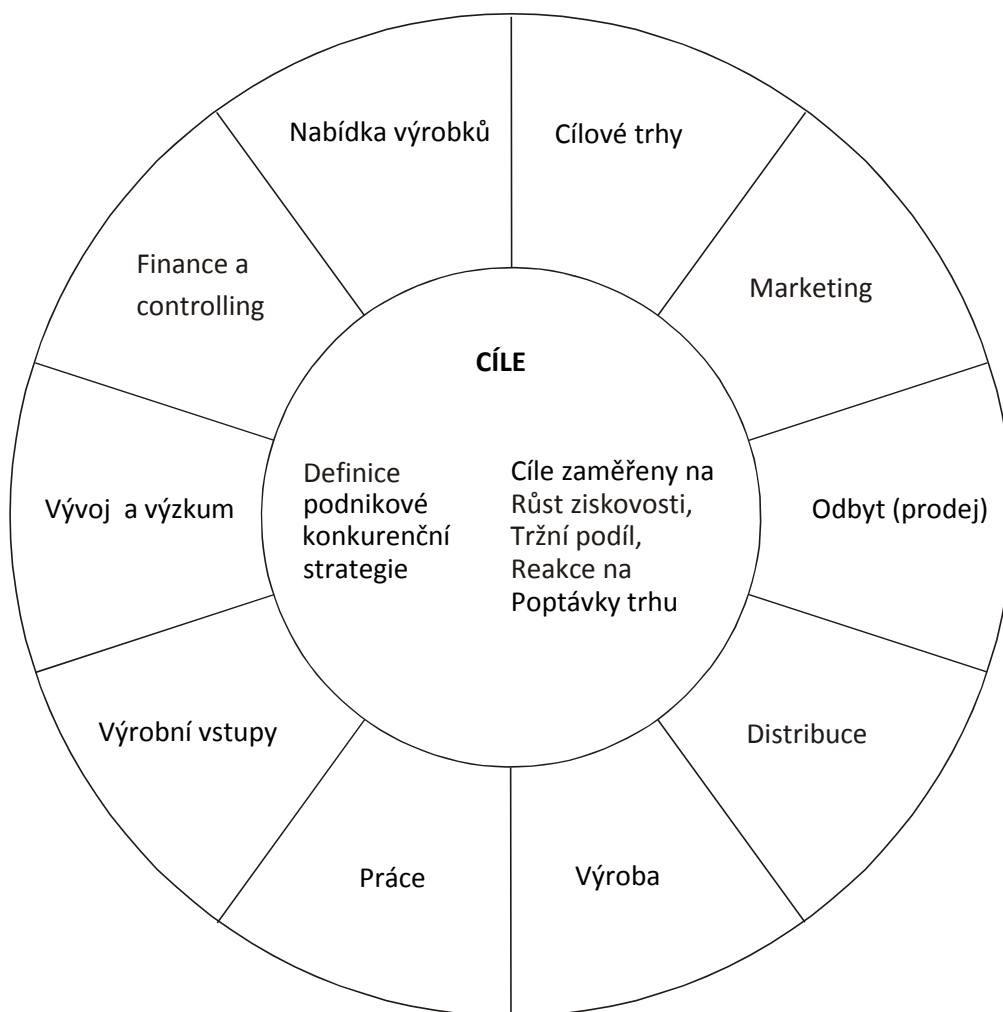 Nabídka výrobků
Cílové trhy
Finance a
controlling
Marketing
CÍLE
Definice
podnikové
konkurenční
strategie
Cíle zaměřeny na
Růst ziskovosti,
Tržní podíl,
Reakce na
Poptávky trhu
Vývoj  a výzkum
Odbyt (prodej)
Výrobní vstupy
Distribuce
Práce
Výroba